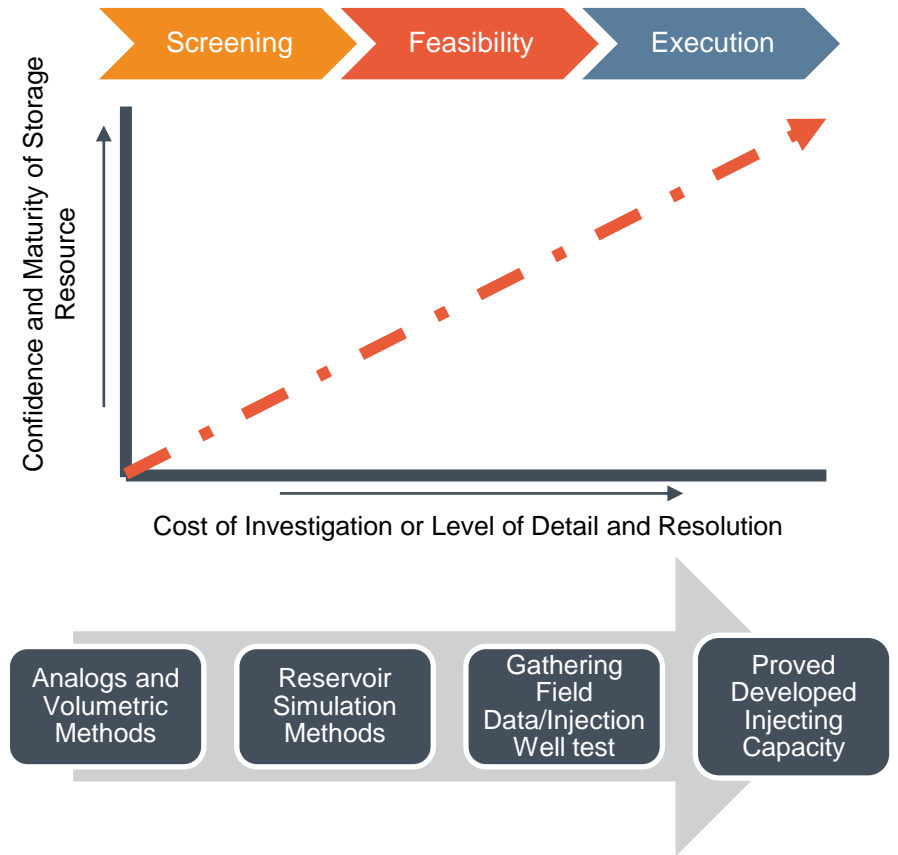 Screening
Feasibility
Execution
Confidence and Maturity of Storage
Resource
Cost of Investigation or Level of Detail and Resolution
Analogs and
Volumetric
Methods
Reservoir
Simulation
Methods
Gathering
Field
Data/Injection
Well test
Proved
Developed
Injecting
Capacity